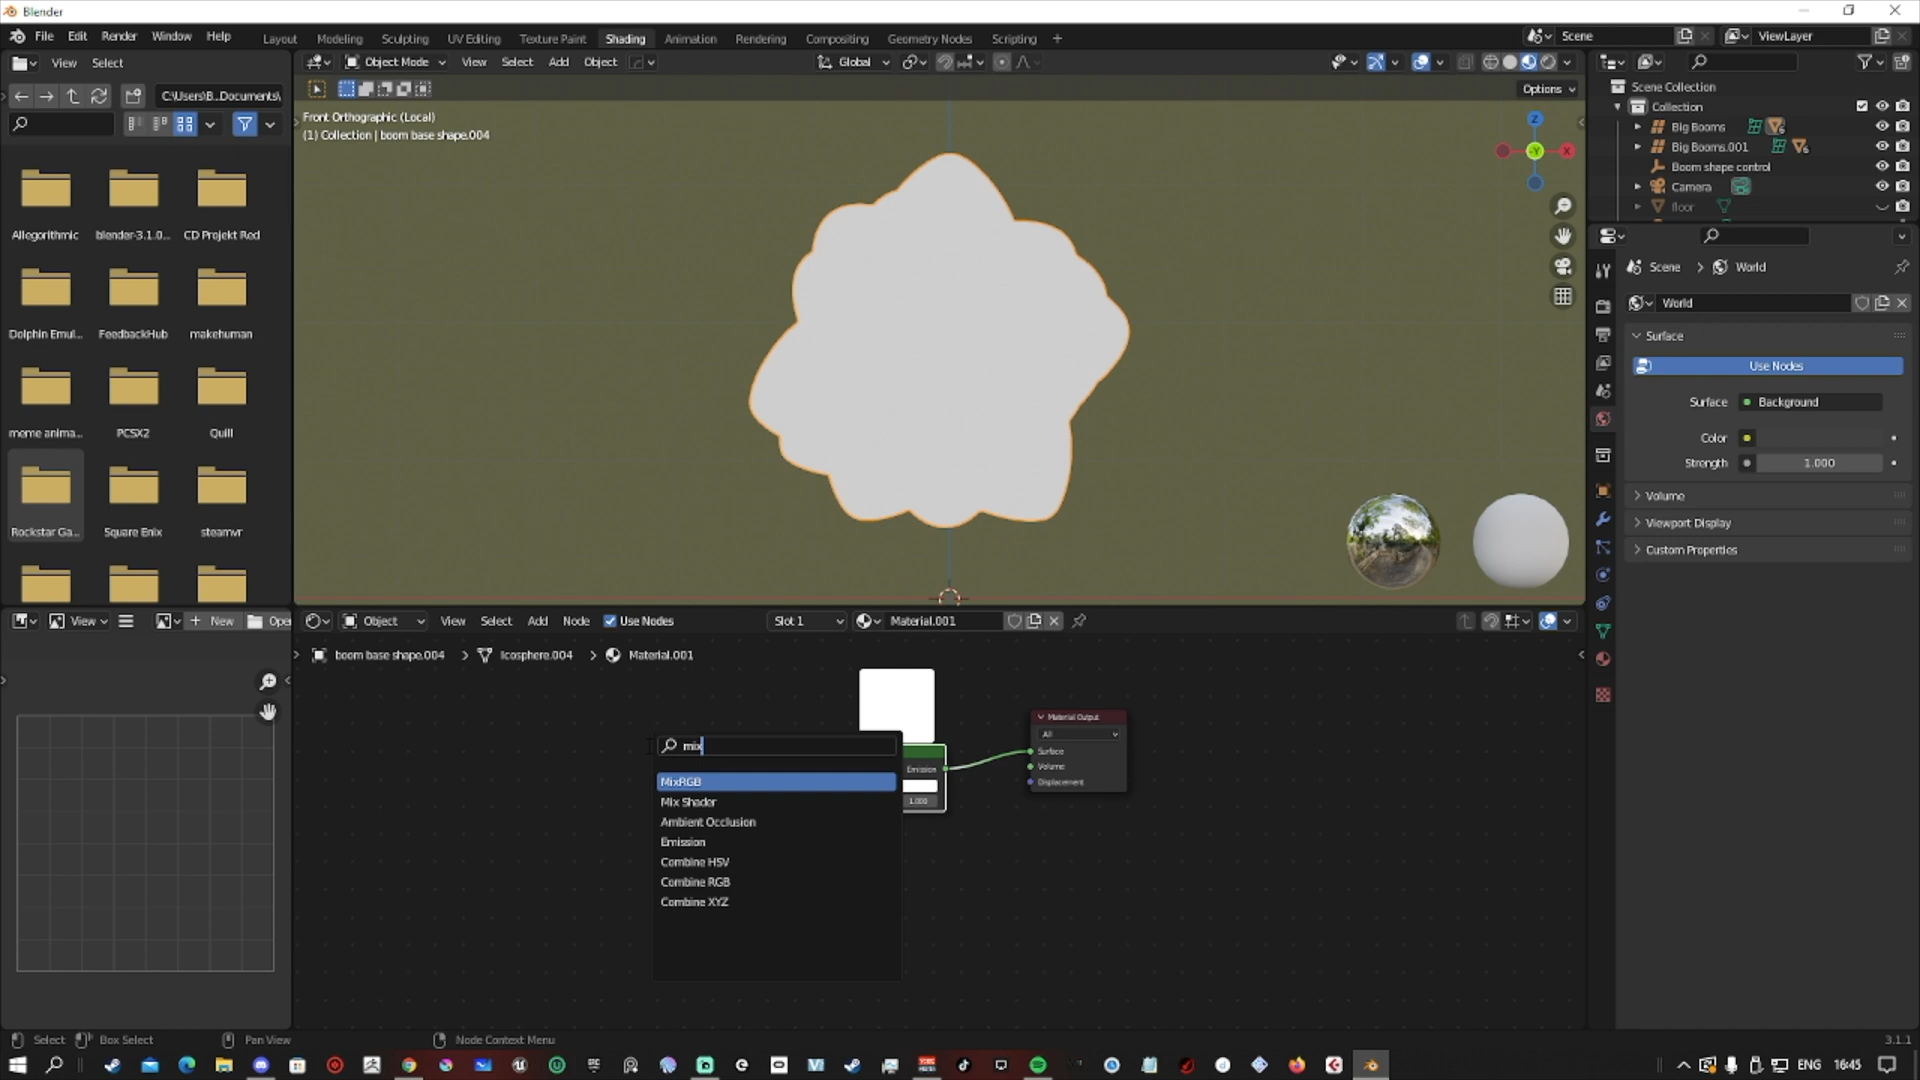 Blender
File Edit Render Window Help
Layout Modeling Sculpting UV Editing Texture Paint Shading Animation Rendering Compositing Geometry Nodes Scripting +
Scene
ViewLayer
View Select
Object Mode View Select Add Object
Global
C:\Users\B...Documents\
Options
Front Orthographic (Local)
(1) Collection | boom base shape.004
Z
-Y
X
Scene Collection
Collection
Big Booms
Big Booms.001
Boom shape control
Camera
floor
Allegorithmic
blender-3.1.0...
CD Projekt Red
Dolphin Emul...
FeedbackHub
makehuman
meme anima...
PCSX2
Quill
Rockstar Ga...
Square Enix
steamvr
Scene > World
World
Surface
Use Nodes
Surface Background
Color
Strength 1.000
Volume
Viewport Display
Custom Properties
View
+ New
Open
Object View Select Add Node Use Nodes
Slot 1
Material.001
boom base shape.004 > Icosphere.004 > Material.001
mix
MixRGB
Mix Shader
Ambient Occlusion
Emission
Combine HSV
Combine RGB
Combine XYZ
Emission
1.000
Material Output
All
Surface
Volume
Displacement
Select
Box Select
Pan View
Node Context Menu
3.1.1
ENG
16:45